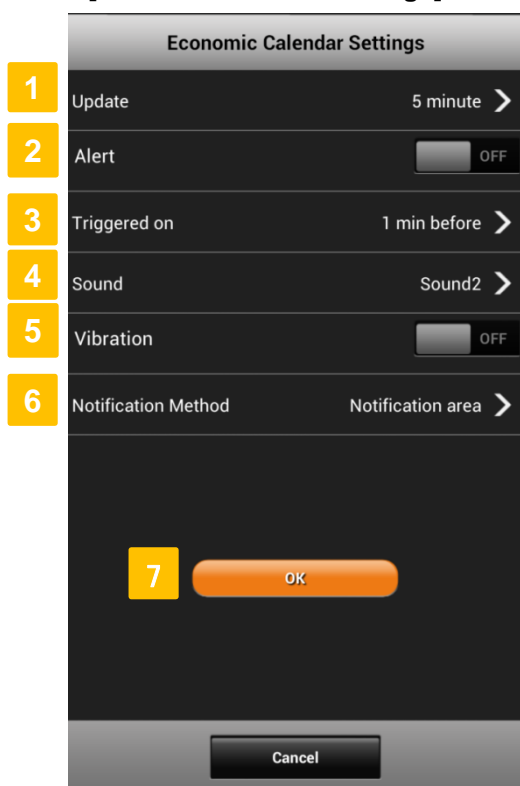 Economic Calendar Settings
1 Update 5 minute
2 Alert OFF
3 Triggered on 1 min before
4 Sound Sound2
5 Vibration OFF
6 Notification Method Notification area
7 OK
Cancel